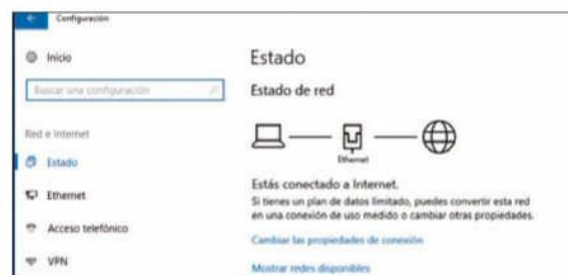 Configuración
Inicio
Buscar una configuración
Red e Internet
Estado
Ethernet
Acceso telefónico
VPN
Estado
Estado de red
Ethernet
Estás conectado a Internet.
Si tienes un plan de datos limitado, puedes convertir esta red
en una conexión de uso medido o cambiar otras propiedades.
Cambiar las propiedades de conexión
Mostrar redes disponibles